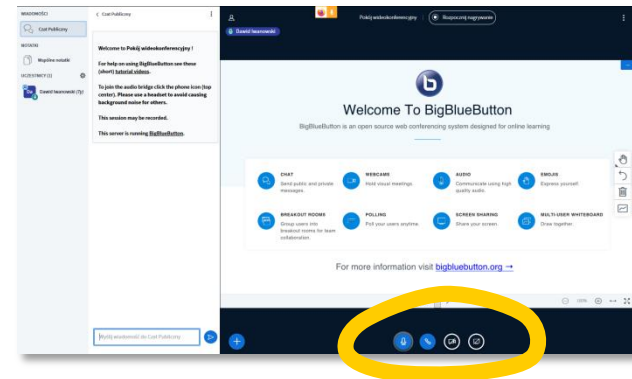 WIADOMOŚCI
Czat Publiczny
NOTATKI
Wspólne notatki
UCZESTNICY (1)
Dawid Iwanowski (Ty)
Czat Publiczny
Welcome to Pokój wideokonferencyjny !
For help on using BigBlueButton see these
(short) tutorial videos.
To join the audio bridge click the phone icon (top
center). Please use a headset to avoid causing
background noise for others.
This session may be recorded.
This server is running BigBlueButton.
Wyślij wiadomość do Czat Publiczny
Pokój wideokonferencyjny
Rozpocznij nagrywanie
Dawid Iwanowski
b
Welcome To BigBlueButton
BigBlueButton is an open source web conferencing system designed for online learning
CHAT
Send public and private
messages.
WEBCAMS
Hold visual meetings.
AUDIO
Communicate using high
quality audio.
EMOJIS
Express yourself.
BREAKOUT ROOMS
Group users into
breakout rooms for team
collaboration.
POLLING
Poll your users anytime.
SCREEN SHARING
Share your screen.
MULTI-USER WHITEBOARD
Draw together.
For more information visit bigbluebutton.org →
100%